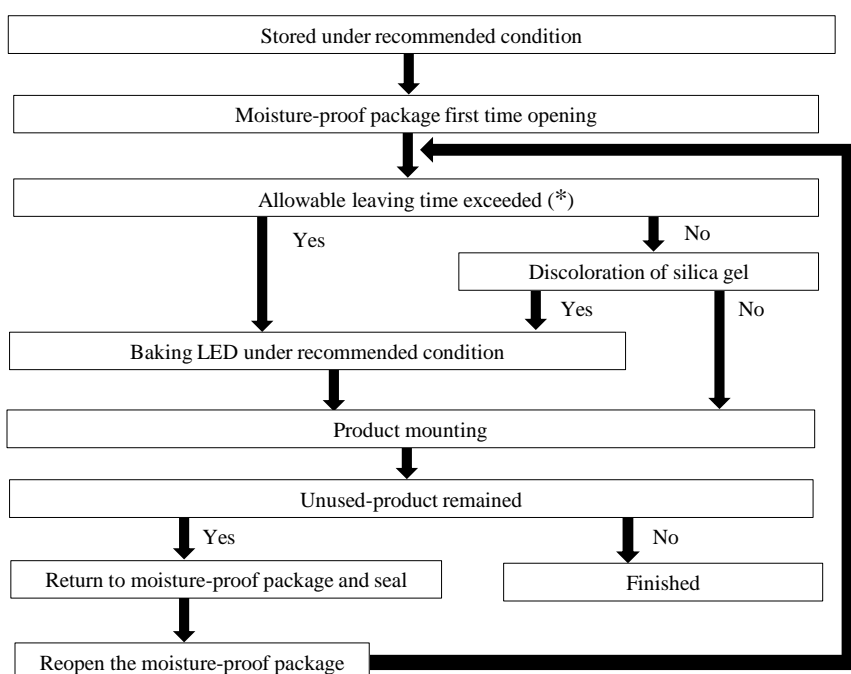 Stored under recommended condition
Moisture-proof package first time opening
Allowable leaving time exceeded (*)
Yes
No
Discoloration of silica gel
Yes
No
Baking LED under recommended condition
Product mounting
Unused-product remained
Yes
No
Return to moisture-proof package and seal
Finished
Reopen the moisture-proof package